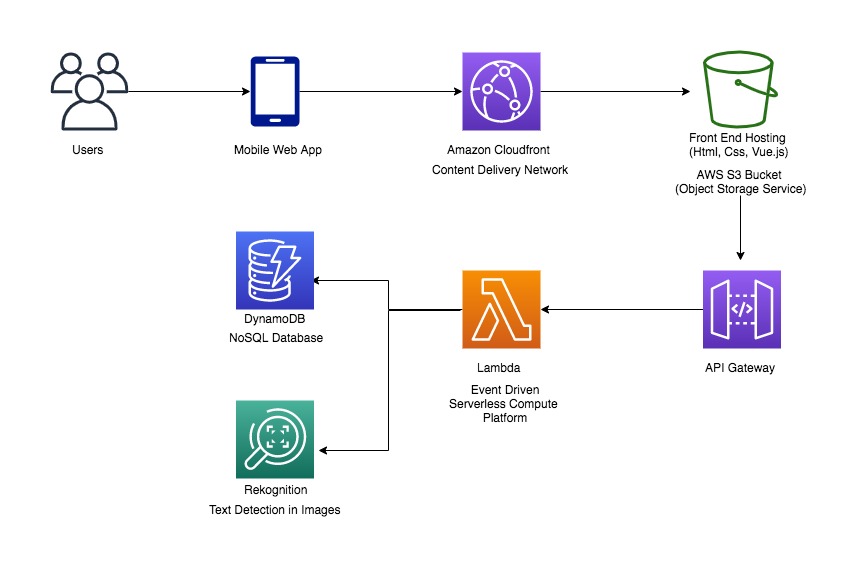 Users
Mobile Web App
Amazon Cloudfront
Content Delivery Network
Front End Hosting
(Html, Css, Vue.js)
AWS S3 Bucket
(Object Storage Service)
DynamoDB
NoSQL Database
Lambda
Event Driven
Serverless Compute
Platform
</>
API Gateway
Rekognition
Text Detection in Images